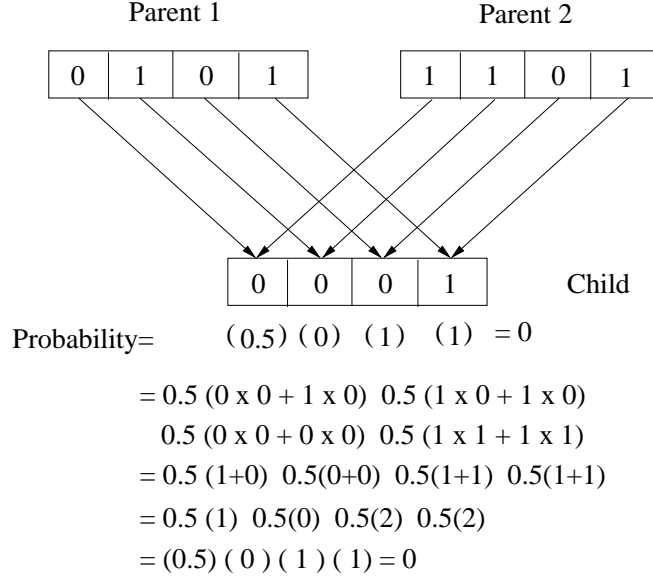 Parent 1 Parent 2
0 1 0 1 1 1 0 1
0 0 0 1 Child
Probability= (0.5) (0) (1) (1) = 0
= 0.5 (0 x 0 + 1 x 0) 0.5 (1 x 0 + 1 x 0)
0.5 (0 x 0 + 0 x 0) 0.5 (1 x 1 + 1 x 1)
= 0.5 (1+0) 0.5(0+0) 0.5(1+1) 0.5(1+1)
= 0.5 (1) 0.5(0) 0.5(2) 0.5(2)
= (0.5) ( 0 ) ( 1 ) ( 1) = 0